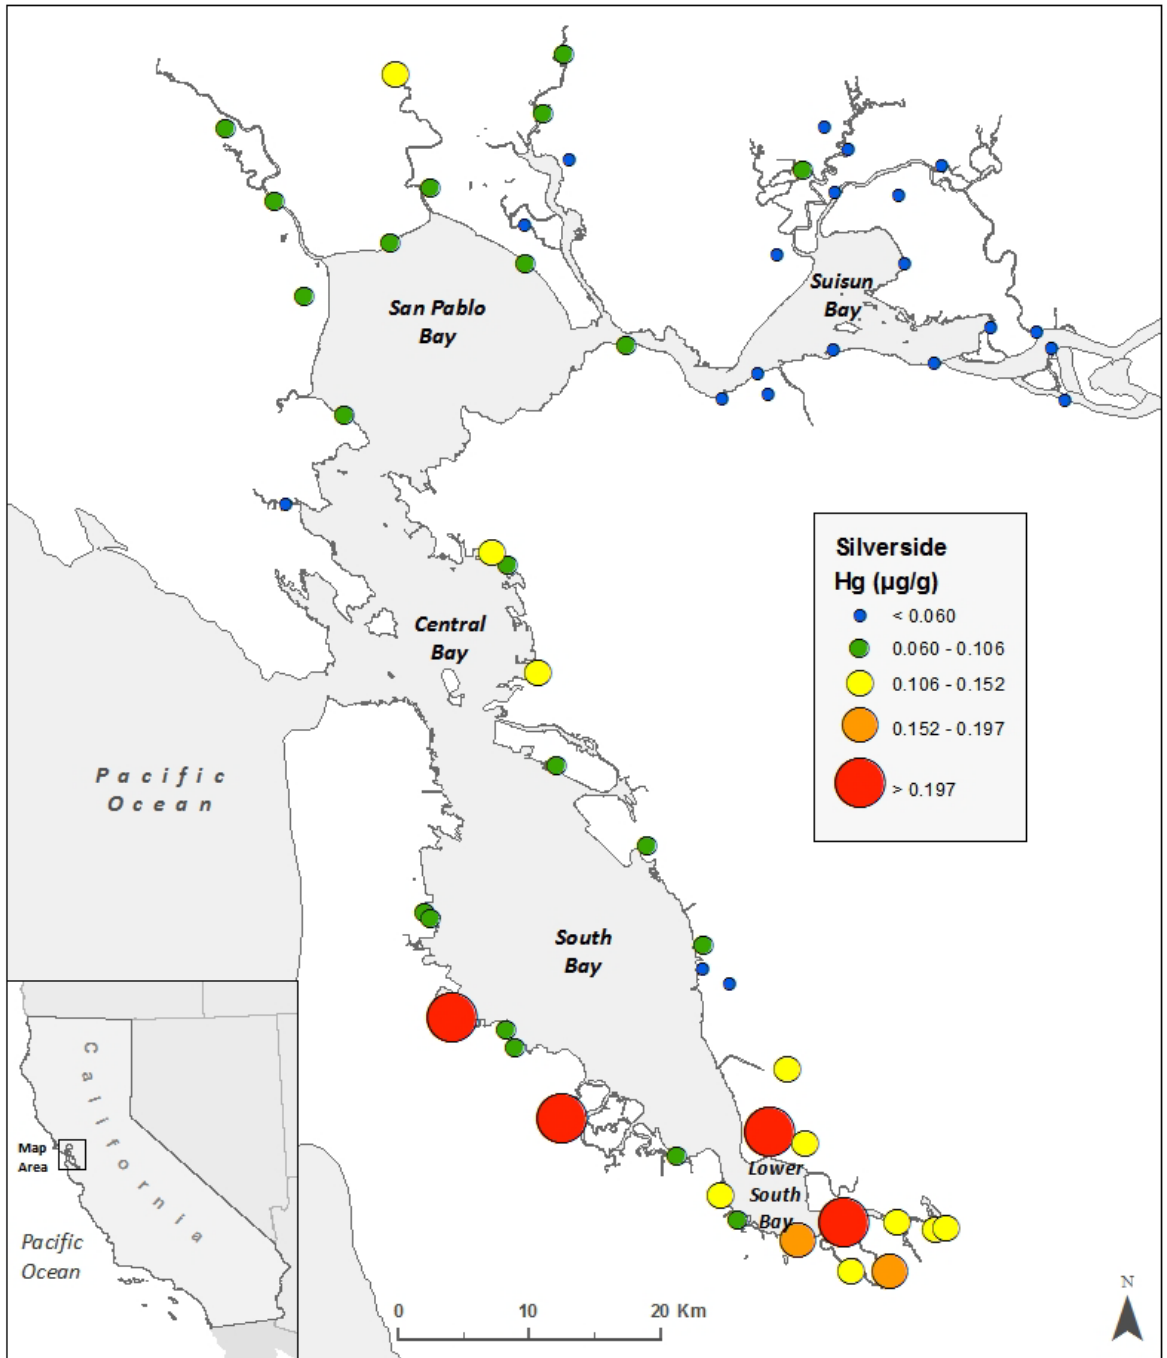 San Pablo
Bay
Suisun
Bay
Silverside
Hg (µg/g)
< 0.060
0.060 - 0.106
0.106 - 0.152
0.152 - 0.197
> 0.197
Central
Bay
Pacific
Ocean
South
Bay
California
Map
Area
Lower
South
Bay
Pacific
Ocean
0 10 20 Km
N